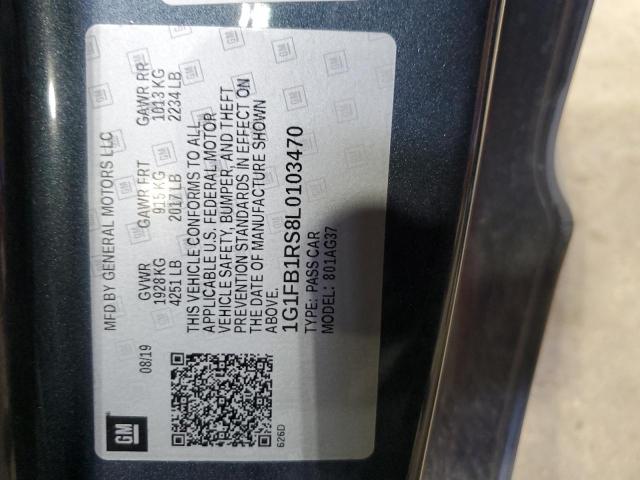 MFD BY GENERAL MOTORS LLC
08/19
GVWR GAWR FRT GAWR RR
1928 KG 915 KG 1013 KG
4251 LB 2017 LB 2234 LB
THIS VEHICLE CONFORMS TO ALL
APPLICABLE U.S. FEDERAL MOTOR
VEHICLE SAFETY, BUMPER, AND THEFT
PREVENTION STANDARDS IN EFFECT ON
THE DATE OF MANUFACTURE SHOWN
ABOVE.
1G1FB1RS8L0103470
TYPE: PASS CAR
MODEL: 801AG37
GM
626D